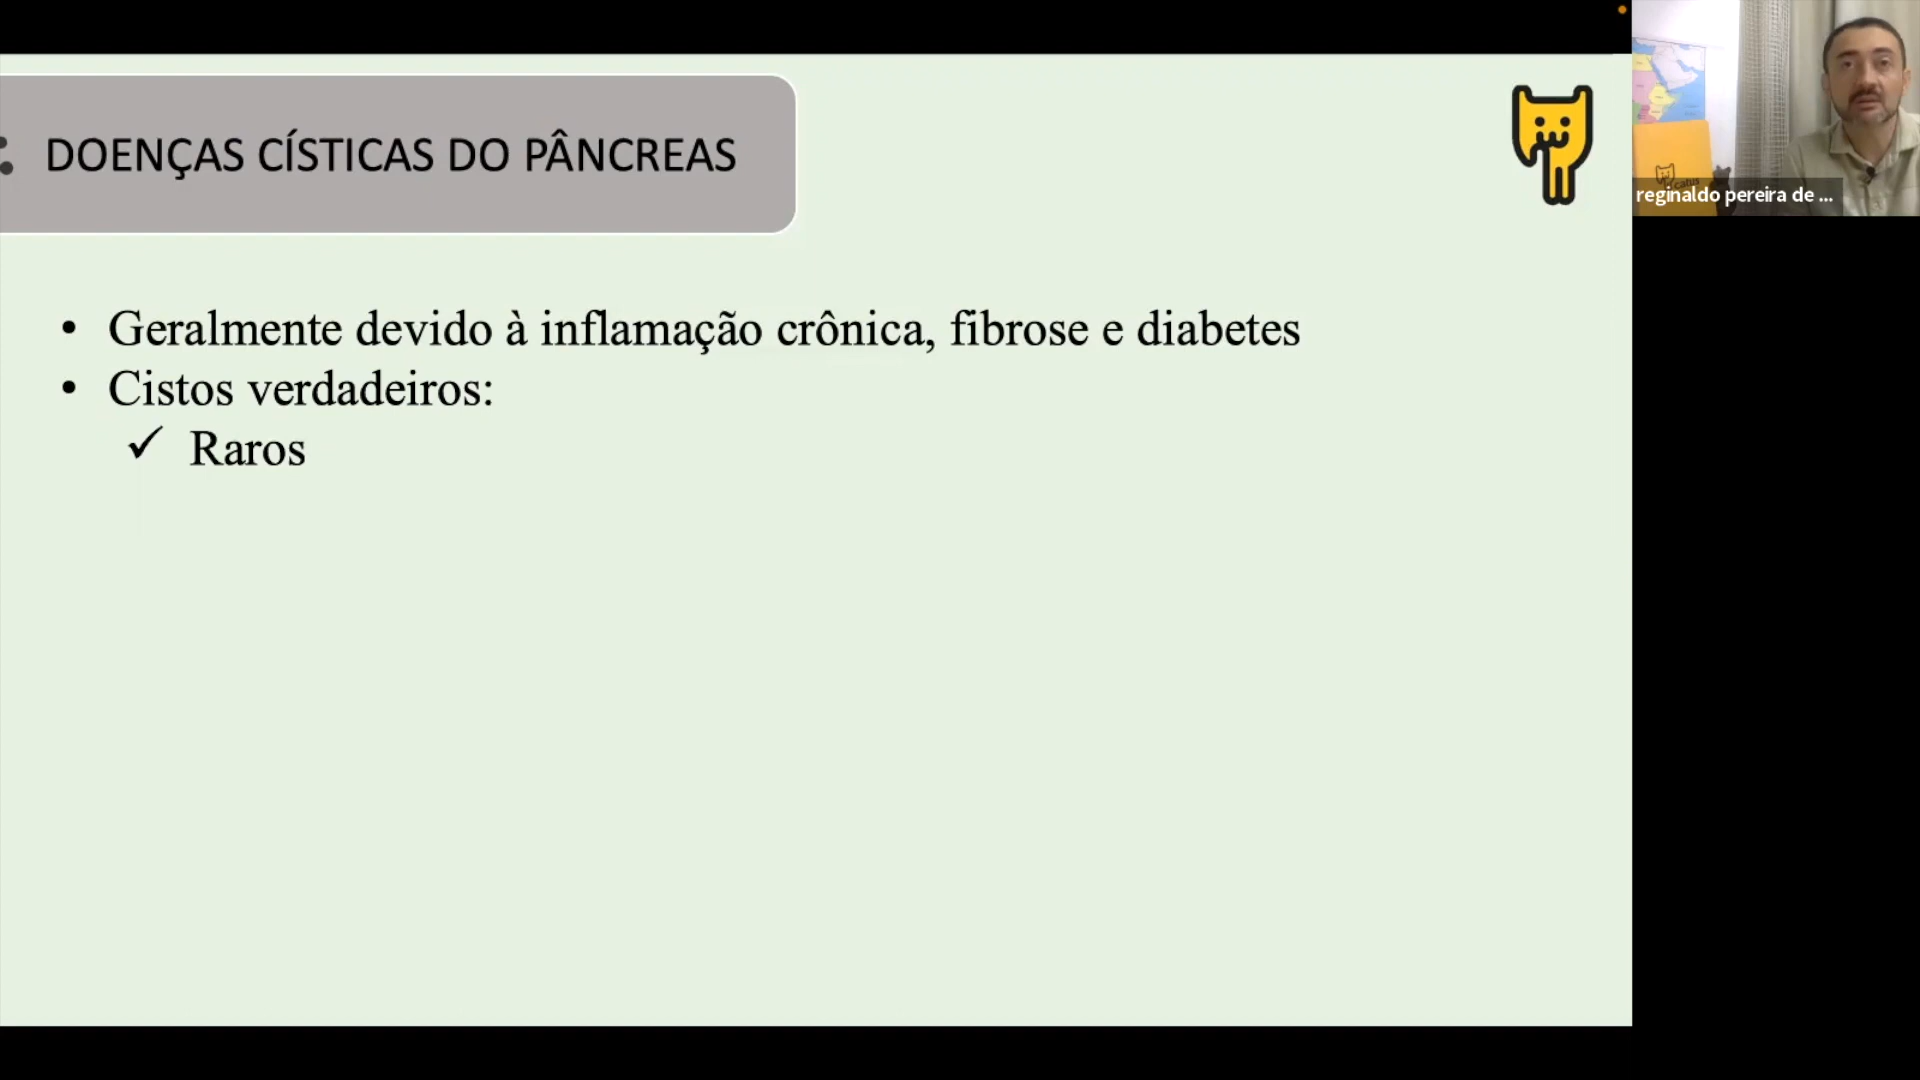 DOENÇAS CÍSTICAS DO PÂNCREAS
reginaldo pereira de ...
• Geralmente devido à inflamação crônica, fibrose e diabetes
• Cistos verdadeiros:
✓ Raros